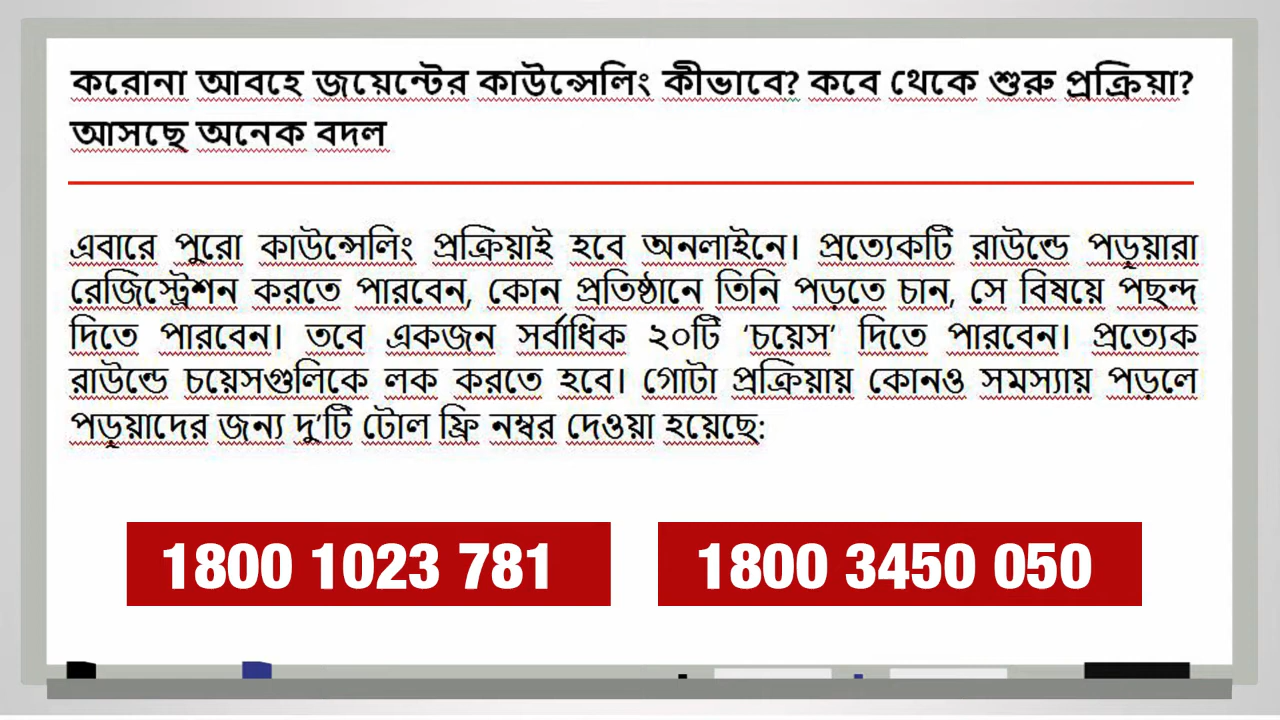 করোনা আবহে জয়েন্টের কাউন্সেলিং কীভাবে? কবে থেকে শুরু প্রক্রিয়া?
আসছে অনেক বদল
এবারে পুরো কাউন্সেলিং প্রক্রিয়াই হবে অনলাইনে। প্রত্যেকটি রাউন্ডে পড়ুয়ারা
রেজিস্ট্রেশন করতে পারবেন, কোন প্রতিষ্ঠানে তিনি পড়তে চান, সে বিষয়ে পছন্দ
দিতে পারবেন। তবে একজন সর্বাধিক ২০টি ‘চয়েস’ দিতে পারবেন। প্রত্যেক
রাউন্ডে চয়েসগুলিকে লক করতে হবে। গোটা প্রক্রিয়ায় কোনও সমস্যায় পড়লে
পড়ুয়াদের জন্য দু’টি টোল ফ্রি নম্বর দেওয়া হয়েছে:
1800 1023 781
1800 3450 050